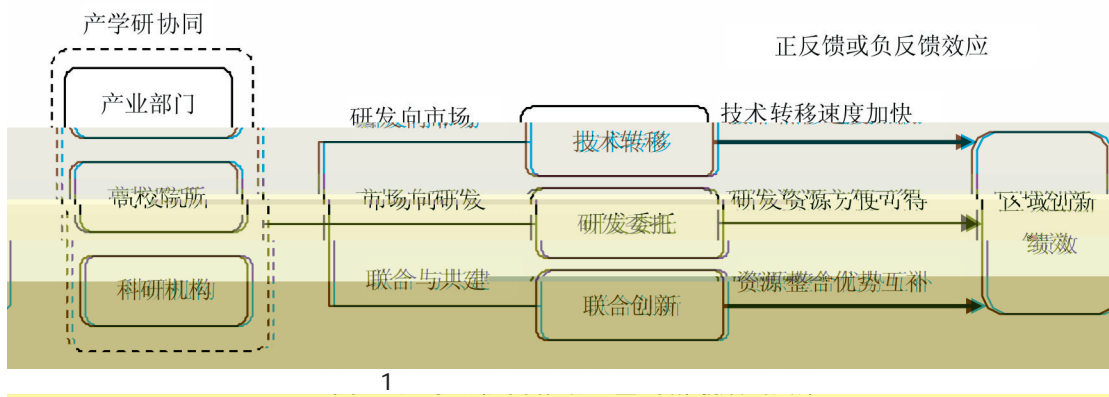 产学研协同
正反馈或负反馈效应
产业部门
研发向市场
技术转移
技术转移速度加快
高校院所
市场向研发
研发委托
研发资源方便可得
区域创新
绩效
科研机构
联合与共建
联合创新
资源整合优势互补
1